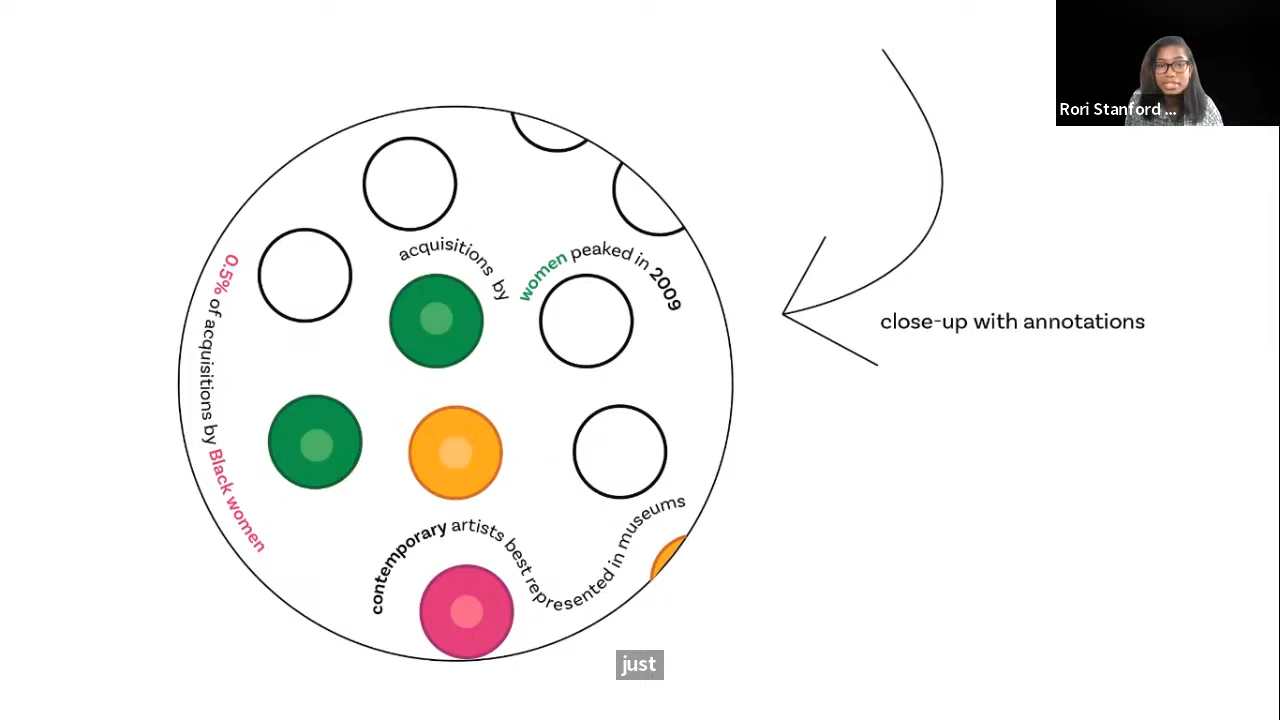 Rori Stanford ...
acquisitions by
women peaked in 2009
0.5% of acquisitions by Black women
close-up with annotations
contemporary artists best represented in museums
just